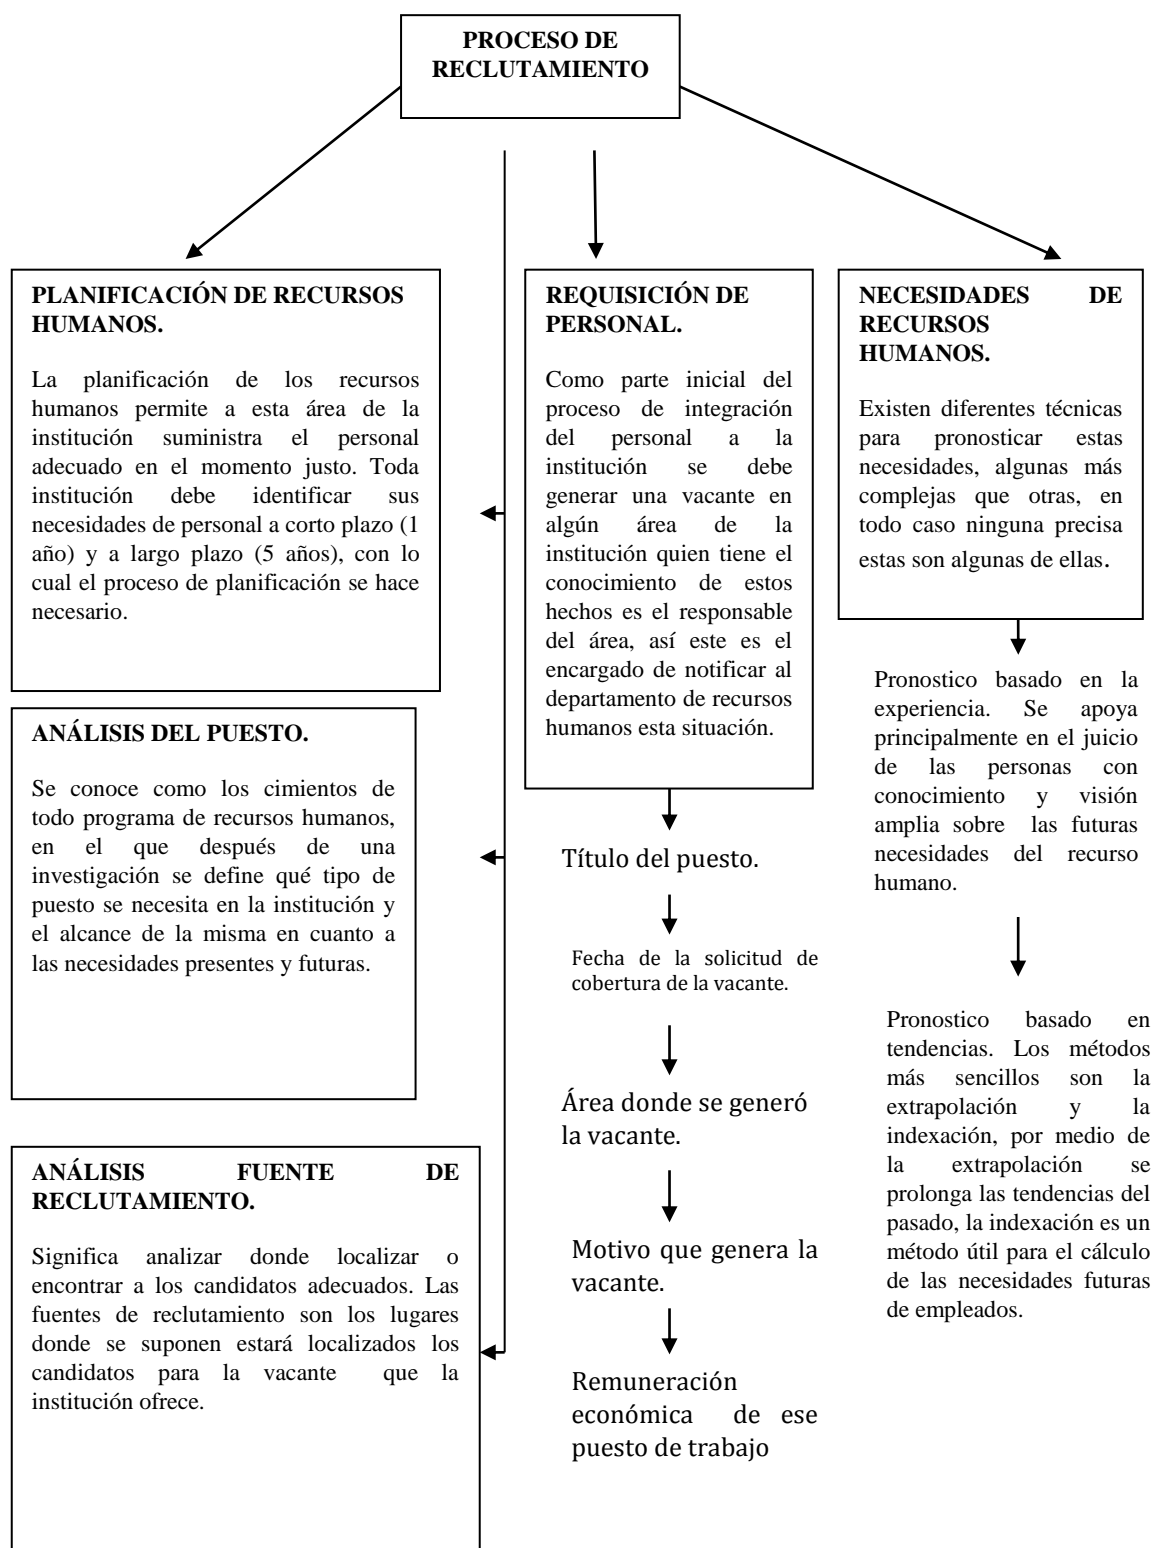 PROCESO DE
RECLUTAMIENTO
PLANIFICACIÓN DE RECURSOS
HUMANOS.
La planificación de los recursos
humanos permite a esta área de la
institución suministra el personal
adecuado en el momento justo. Toda
institución debe identificar sus
necesidades de personal a corto plazo (1
año) y a largo plazo (5 años), con lo
cual el proceso de planificación se hace
necesario.
ANÁLISIS DEL PUESTO.
Se conoce como los cimientos de
todo programa de recursos humanos,
en el que después de una
investigación se define qué tipo de
puesto se necesita en la institución y
el alcance de la misma en cuanto a
las necesidades presentes y futuras.
ANÁLISIS FUENTE DE
RECLUTAMIENTO.
Significa analizar donde localizar o
encontrar a los candidatos adecuados. Las
fuentes de reclutamiento son los lugares
donde se suponen estará localizados los
candidatos para la vacante que la
institución ofrece.
REQUISICIÓN DE
PERSONAL.
Como parte inicial del
proceso de integración
del personal a la
institución se debe
generar una vacante en
algún área de la
institución quien tiene el
conocimiento de estos
hechos es el responsable
del área, así este es el
encargado de notificar al
departamento de recursos
humanos esta situación.
Título del puesto.
Fecha de la solicitud de
cobertura de la vacante.
Área donde se generó
la vacante.
Motivo que genera la
vacante.
Remuneración
económica de ese
puesto de trabajo
NECESIDADES DE
RECURSOS
HUMANOS.
Existen diferentes técnicas
para pronosticar estas
necesidades, algunas más
complejas que otras, en
todo caso ninguna precisa
estas son algunas de ellas.
Pronostico basado en la
experiencia. Se apoya
principalmente en el juicio
de las personas con
conocimiento y visión
amplia sobre las futuras
necesidades del recurso
humano.
Pronostico basado en
tendencias. Los métodos
más sencillos son la
extrapolación y la
indexación, por medio de
la extrapolación se
prolonga las tendencias del
pasado, la indexación es un
método útil para el cálculo
de las necesidades futuras
de empleados.